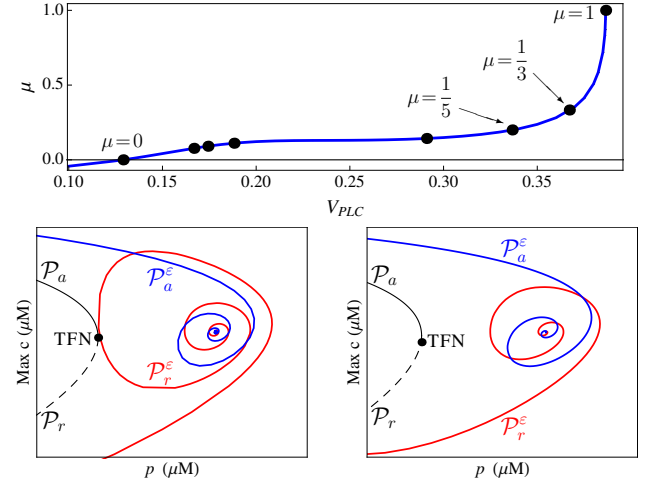 1.0
μ=1
μ=1/3
μ
0.5
μ=1/5
μ=0
0.0
0.10 0.15 0.20 0.25 0.30 0.35
V_PLC
Max c (μM)
𝒫_a
𝒫_a^ε
TFN
𝒫_r^ε
𝒫_r
p (μM)
Max c (μM)
𝒫_a^ε
𝒫_a
TFN
𝒫_r
𝒫_r^ε
p (μM)